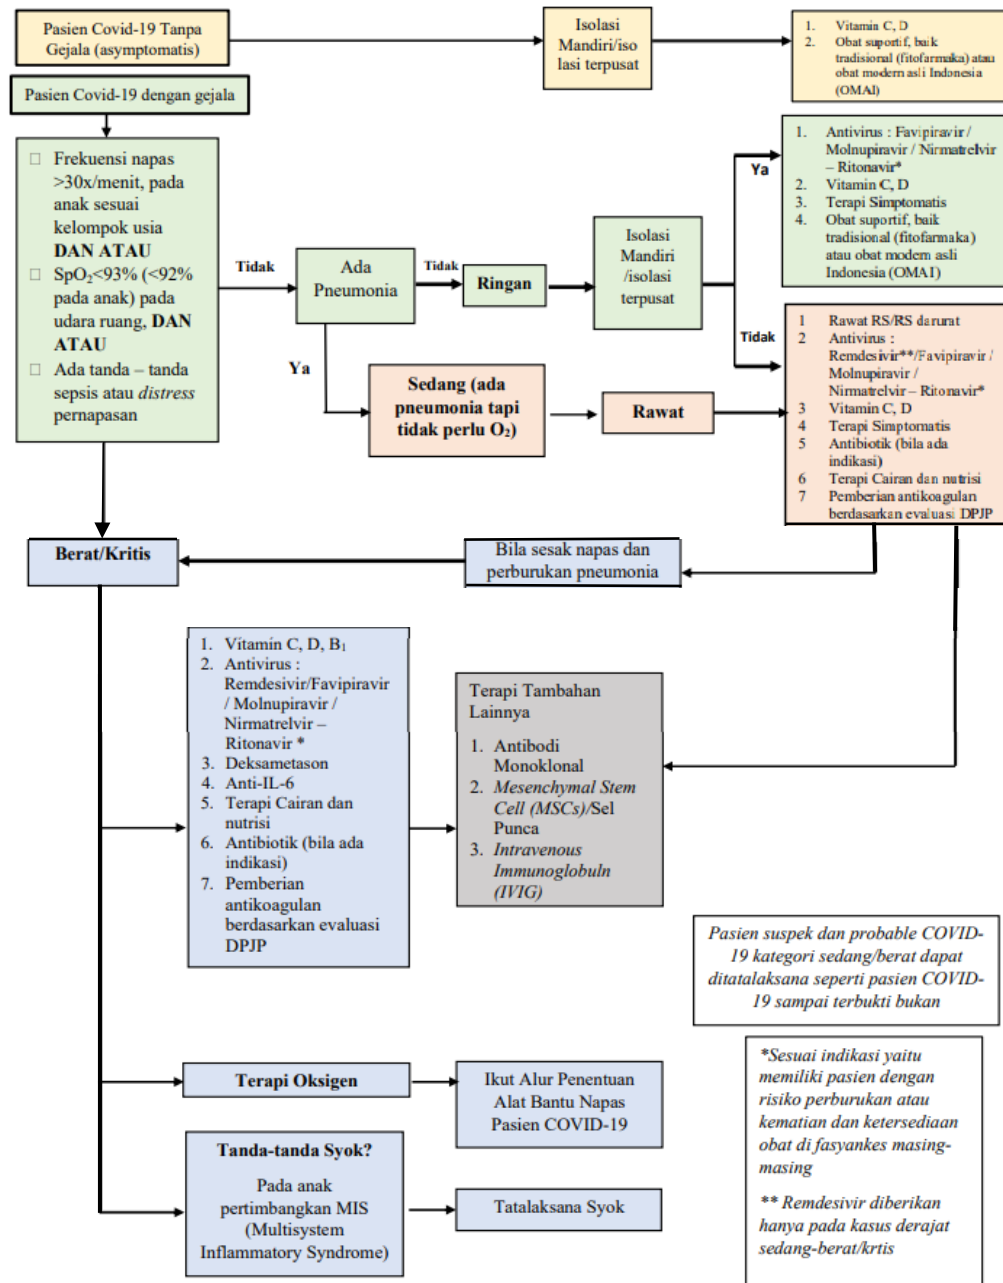 Pasien Covid-19 Tanpa
Gejala (asymptomatis)
Isolasi
Mandiri/iso
lasi terpusat
1. Vitamin C, D
2. Obat suportif, baik
tradisional (fitofarmaka) atau
obat modern asli Indonesia
(OMAI)
Pasien Covid-19 dengan gejala
□ Frekuensi napas
>30x/menit, pada
anak sesuai
kelompok usia
DAN ATAU
□ SpO₂<93% (<92%
pada anak) pada
udara ruang, DAN
ATAU
□ Ada tanda – tanda
sepsis atau distress
pernapasan
Tidak
Ada
Pneumonia
Tidak
Ringan
Isolasi
Mandiri
/isolasi
terpusat
Ya
1. Antivirus : Favipiravir /
Molnupiravir / Nirmatrelvir
– Ritonavir*
2. Vitamin C, D
3. Terapi Simptomatis
4. Obat suportif, baik
tradisional (fitofarmaka)
atau obat modern asli
Indonesia (OMAI)
Tidak
Ya
Sedang (ada
pneumonia tapi
tidak perlu O₂)
Rawat
1 Rawat RS/RS darurat
2 Antivirus :
Remdesivir**/Favipiravir /
Molnupiravir /
Nirmatrelvir – Ritonavir*
3 Vitamin C, D
4 Terapi Simptomatis
5 Antibiotik (bila ada
indikasi)
6 Terapi Cairan dan nutrisi
7 Pemberian antikoagulan
berdasarkan evaluasi DPJP
Berat/Kritis
Bila sesak napas dan
perburukan pneumonia
1. Vitamin C, D, B₁
2. Antivirus :
Remdesivir/Favipiravir
/ Molnupiravir /
Nirmatrelvir –
Ritonavir *
3. Deksametason
4. Anti-IL-6
5. Terapi Cairan dan
nutrisi
6. Antibiotik (bila ada
indikasi)
7. Pemberian
antikoagulan
berdasarkan evaluasi
DPJP
Terapi Tambahan
Lainnya
1. Antibodi
Monoklonal
2. Mesenchymal Stem
Cell (MSCs)/Sel
Punca
3. Intravenous
Immunoglobuln
(IVIG)
Pasien suspek dan probable COVID-
19 kategori sedang/berat dapat
ditatalaksana seperti pasien COVID-
19 sampai terbukti bukan
*Sesuai indikasi yaitu
memiliki pasien dengan
risiko perburukan atau
kematian dan ketersediaan
obat di fasyankes masing-
masing
** Remdesivir diberikan
hanya pada kasus derajat
sedang-berat/krtis
Terapi Oksigen
Ikut Alur Penentuan
Alat Bantu Napas
Pasien COVID-19
Tanda-tanda Syok?
Pada anak
pertimbangkan MIS
(Multisystem
Inflammatory Syndrome)
Tatalaksana Syok